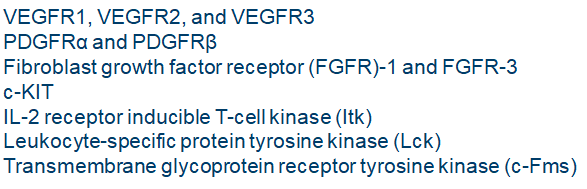 VEGFR1, VEGFR2, and VEGFR3
PDGFRα and PDGFRβ
Fibroblast growth factor receptor (FGFR)-1 and FGFR-3
c-KIT
IL-2 receptor inducible T-cell kinase (Itk)
Leukocyte-specific protein tyrosine kinase (Lck)
Transmembrane glycoprotein receptor tyrosine kinase (c-Fms)